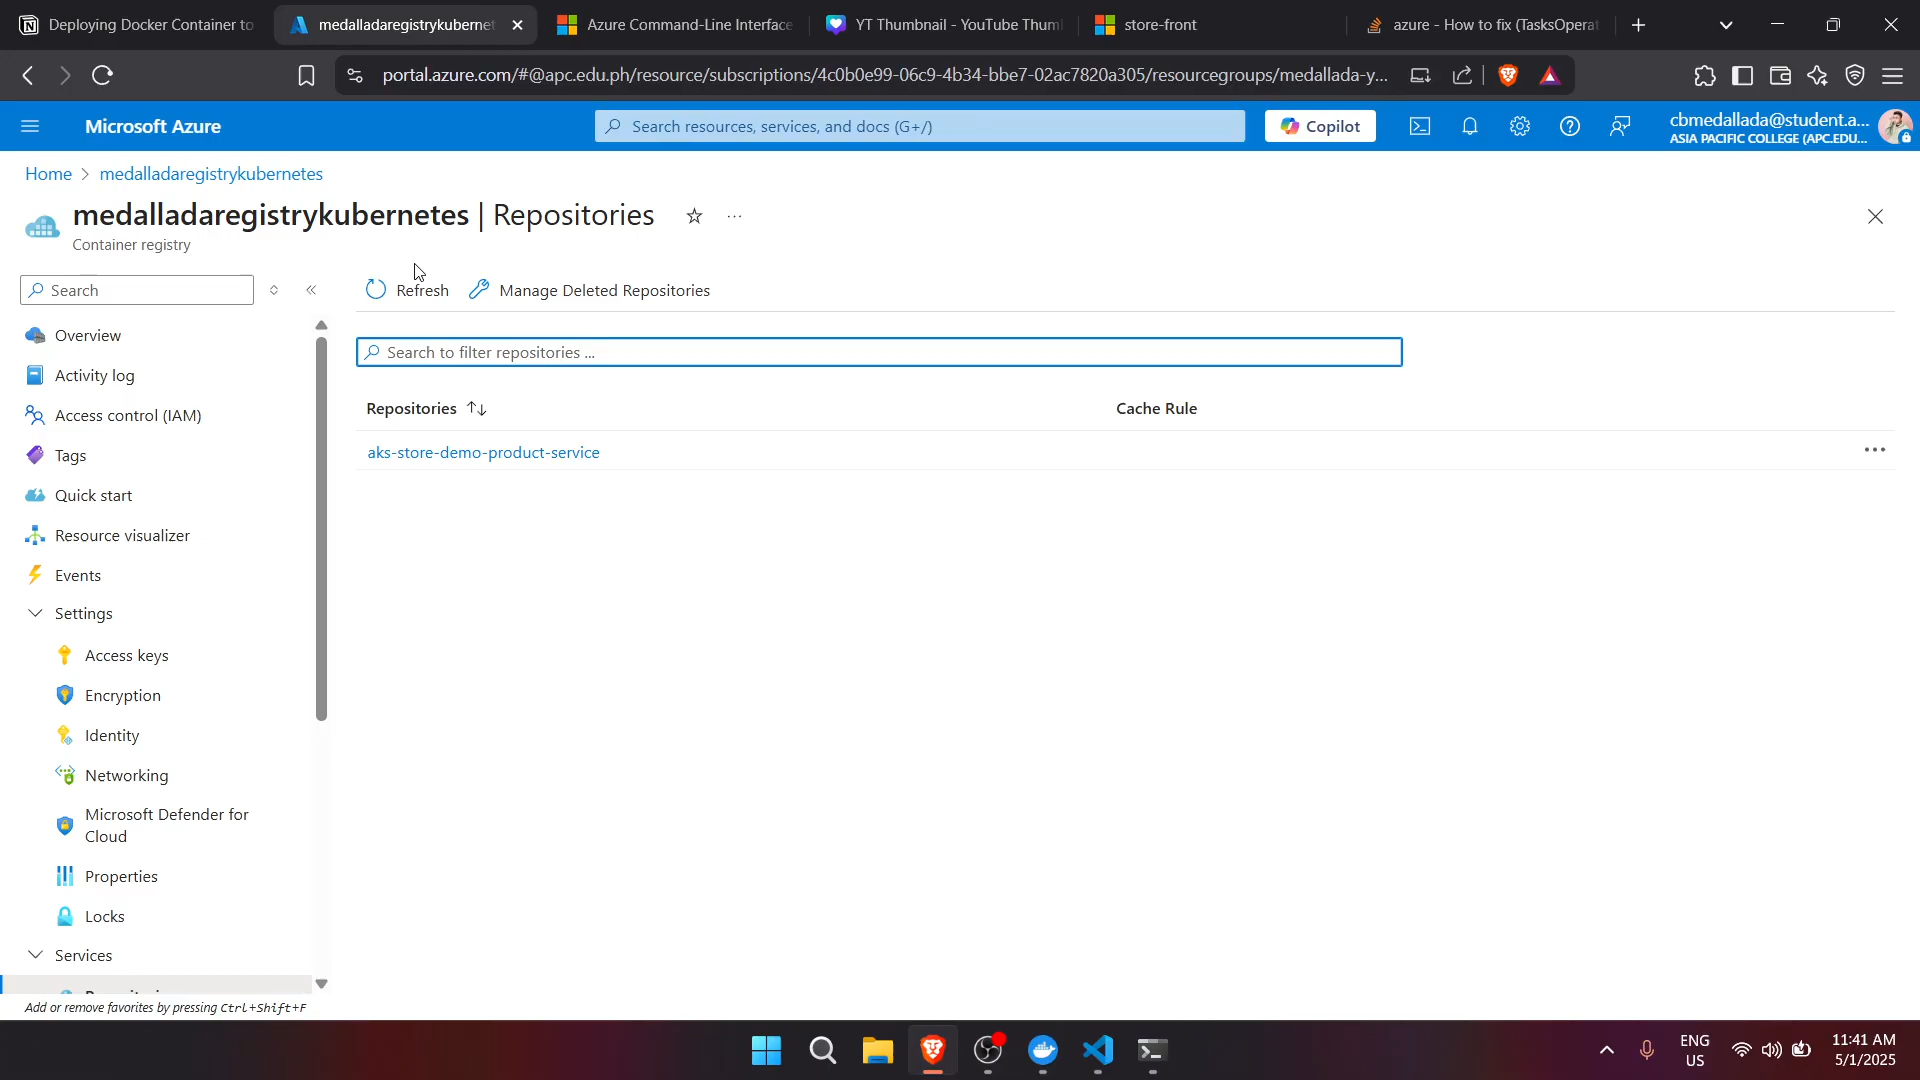 Deploying Docker Container to
medalladaregistrykubernet
Azure Command-Line Interface
YT Thumbnail - YouTube Thum
store-front
azure - How to fix (TasksOperat
portal.azure.com/#@apc.edu.ph/resource/subscriptions/4c0b0e99-06c9-4b34-bbe7-02ac7820a305/resourcegroups/medallada-y...
Microsoft Azure
Search resources, services, and docs (G+/)
Copilot
cbmedallada@student.a...
ASIA PACIFIC COLLEGE (APC.EDU...
Home > medalladaregistrykubernetes
medalladaregistrykubernetes | Repositories
Container registry
Search
Refresh
Manage Deleted Repositories
Overview
Activity log
Access control (IAM)
Tags
Quick start
Resource visualizer
Events
Settings
Access keys
Encryption
Identity
Networking
Microsoft Defender for
Cloud
Properties
Locks
Services
Add or remove favorites by pressing Ctrl+Shift+F
Search to filter repositories ...
Repositories
Cache Rule
aks-store-demo-product-service
ENG
US
11:41 AM
5/1/2025